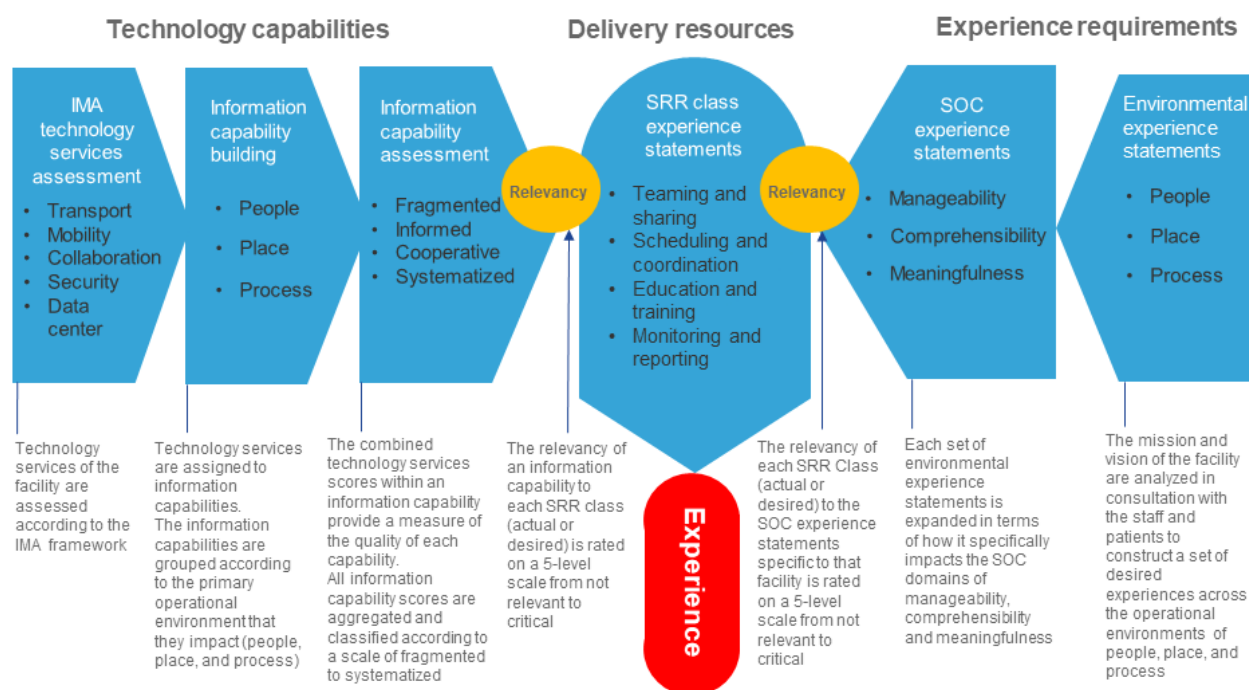 Technology capabilities
Delivery resources
Experience requirements
IMA
technology
services
assessment
• Transport
• Mobility
• Collaboration
• Security
• Data
center
Information
capability
building
• People
• Place
• Process
Information
capability
assessment
• Fragmented
• Informed
• Cooperative
• Systematized
Relevancy
SRR class
experience
statements
• Teaming and
sharing
• Scheduling and
coordination
• Education and
training
• Monitoring and
reporting
Relevancy
SOC
experience
statements
• Manageability
• Comprehensibility
• Meaningfulness
Environmental
experience
statements
• People
• Place
• Process
Technology
services of the
facility are
assessed
according to the
IMA framework
Technology services
are assigned to
information
capabilities.
The information
capabilities are
grouped according
to the primary
operational
environment that
they impact (people,
place, and process)
The combined
technology services
scores within an
information capability
provide a measure of
the quality of each
capability.
All information
capability scores are
aggregated and
classified according to
a scale of fragmented
to systematized
The relevancy of
an information
capability to
each SRR class
(actual or
desired) is rated
on a 5-level
scale from not
relevant to
critical
Experience
The relevancy of
each SRR Class
(actual or
desired) to the
SOC experience
statements
specific to that
facility is rated
on a 5-level
scale from not
relevant to
critical
Each set of
environmental
experience
statements is
expanded in terms
of how it specifically
impacts the SOC
domains of
manageability,
comprehensibility
and meaningfulness
The mission and
vision of the facility
are analyzed in
consultation with
the staff and
patients to
construct a set of
desired
experiences across
the operational
environments of
people, place, and
process